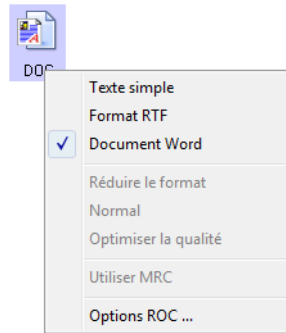 DOC
Texte simple
Format RTF
Document Word
Réduire le format
Normal
Optimiser la qualité
Utiliser MRC
Options ROC ...